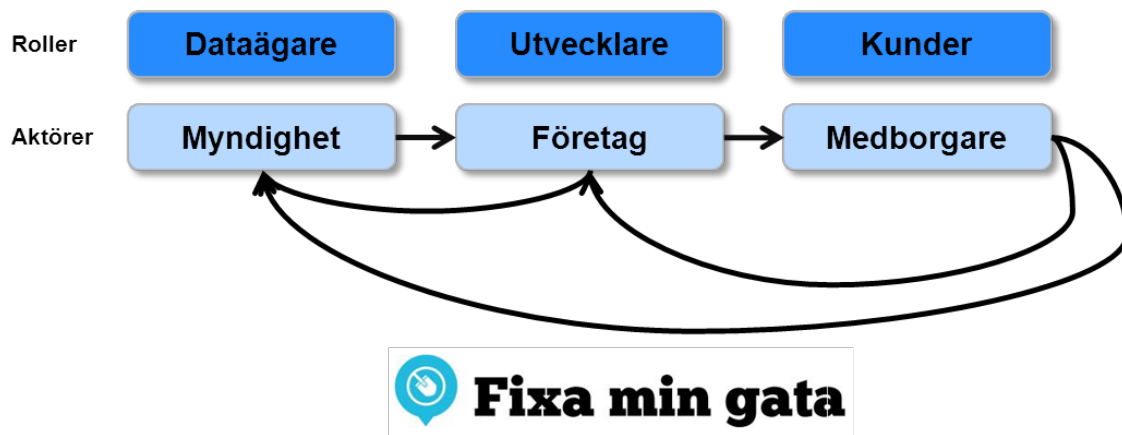 Roller Dataägare Utvecklare Kunder
Aktörer Myndighet Företag Medborgare
Fixa min gata